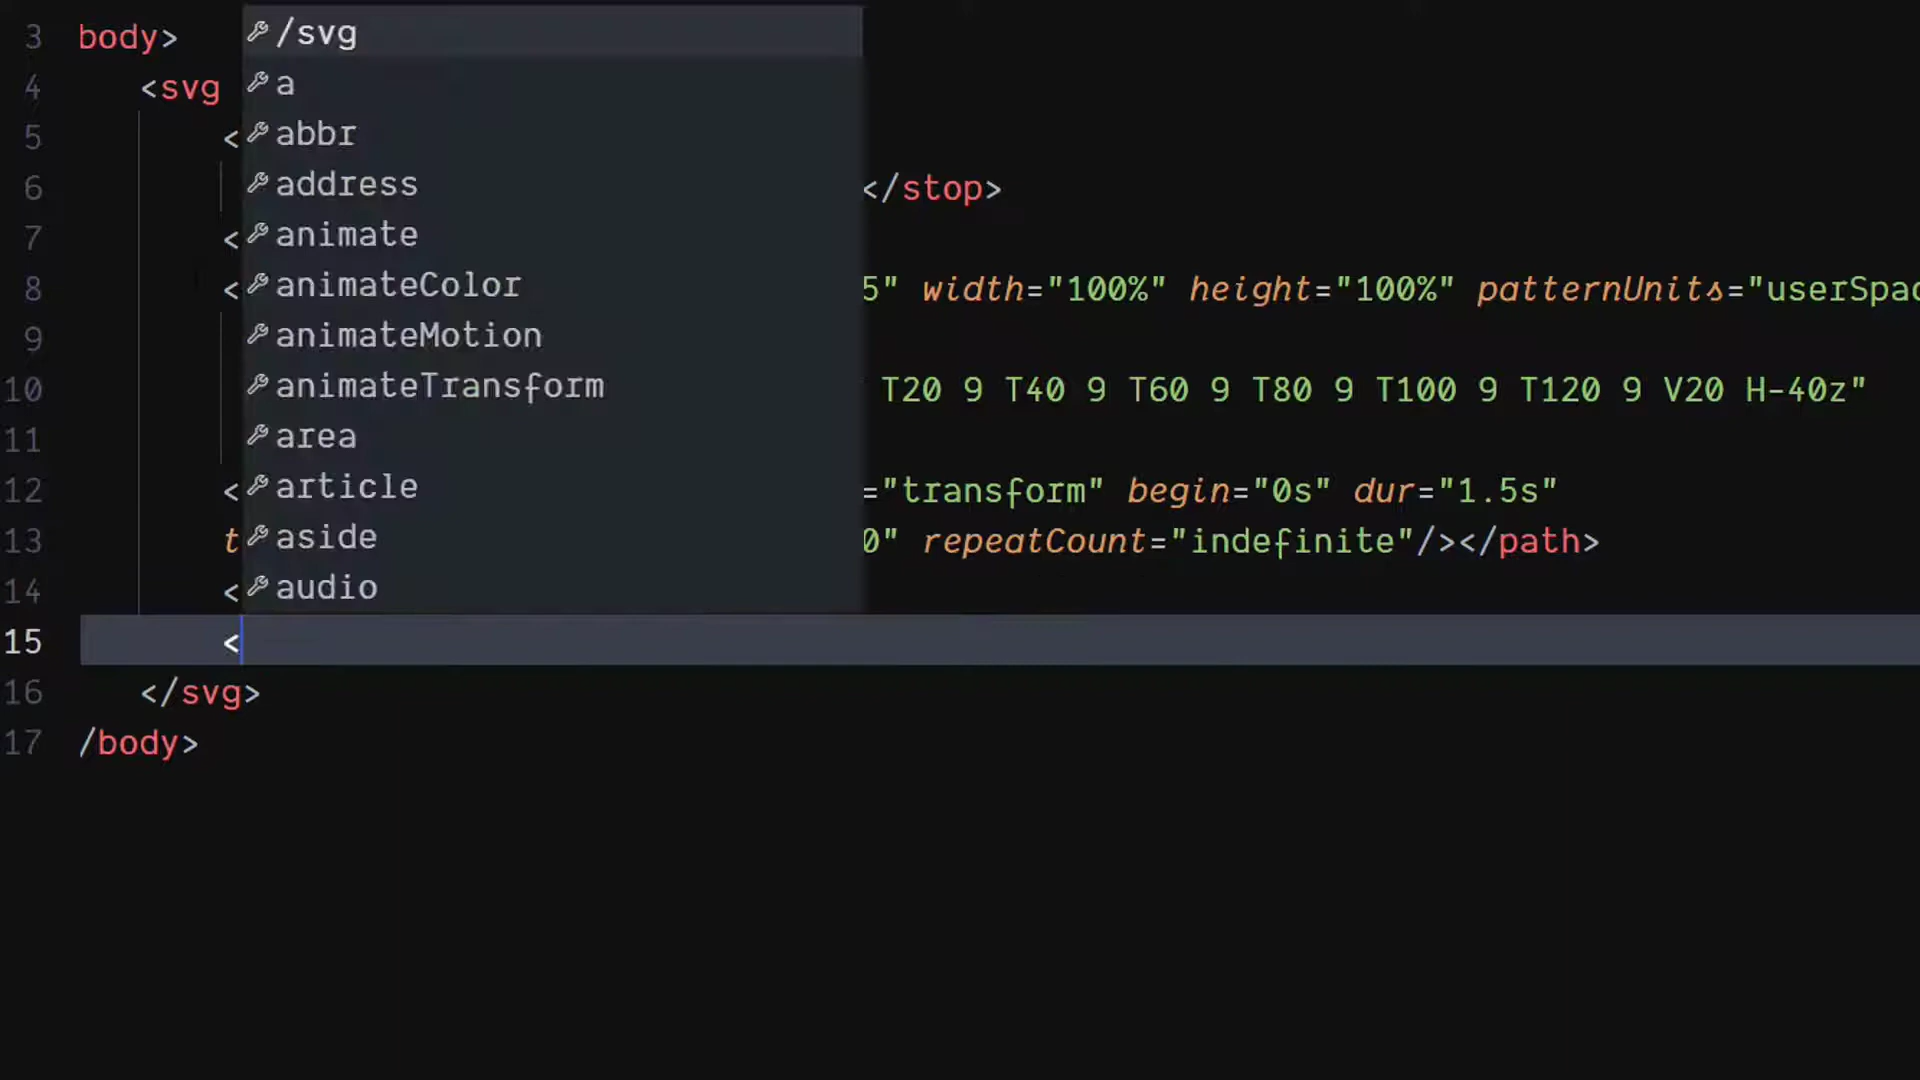 3 body> /svg
4 <svg a
5 < abbr
6 address </stop>
7 < animate
8 < animateColor 5" width="100%" height="100%" patternUnits="userSpac
9 animateMotion
10 animateTransform T20 9 T40 9 T60 9 T80 9 T100 9 T120 9 V20 H-40z"
11 area
12 < article ="transform" begin="0s" dur="1.5s"
13 t aside 0" repeatCount="indefinite"/></path>
14 < audio
15 <
16 </svg>
17 /body>